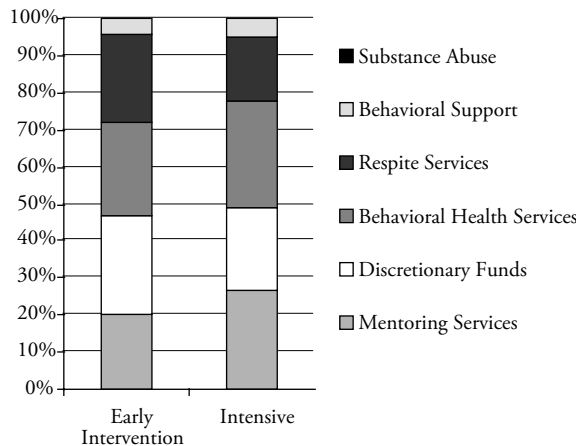 100%
90%
80%
70%
60%
50%
40%
30%
20%
10%
0%
Early
Intervention
Intensive
Substance Abuse
Behavioral Support
Respite Services
Behavioral Health Services
Discretionary Funds
Mentoring Services